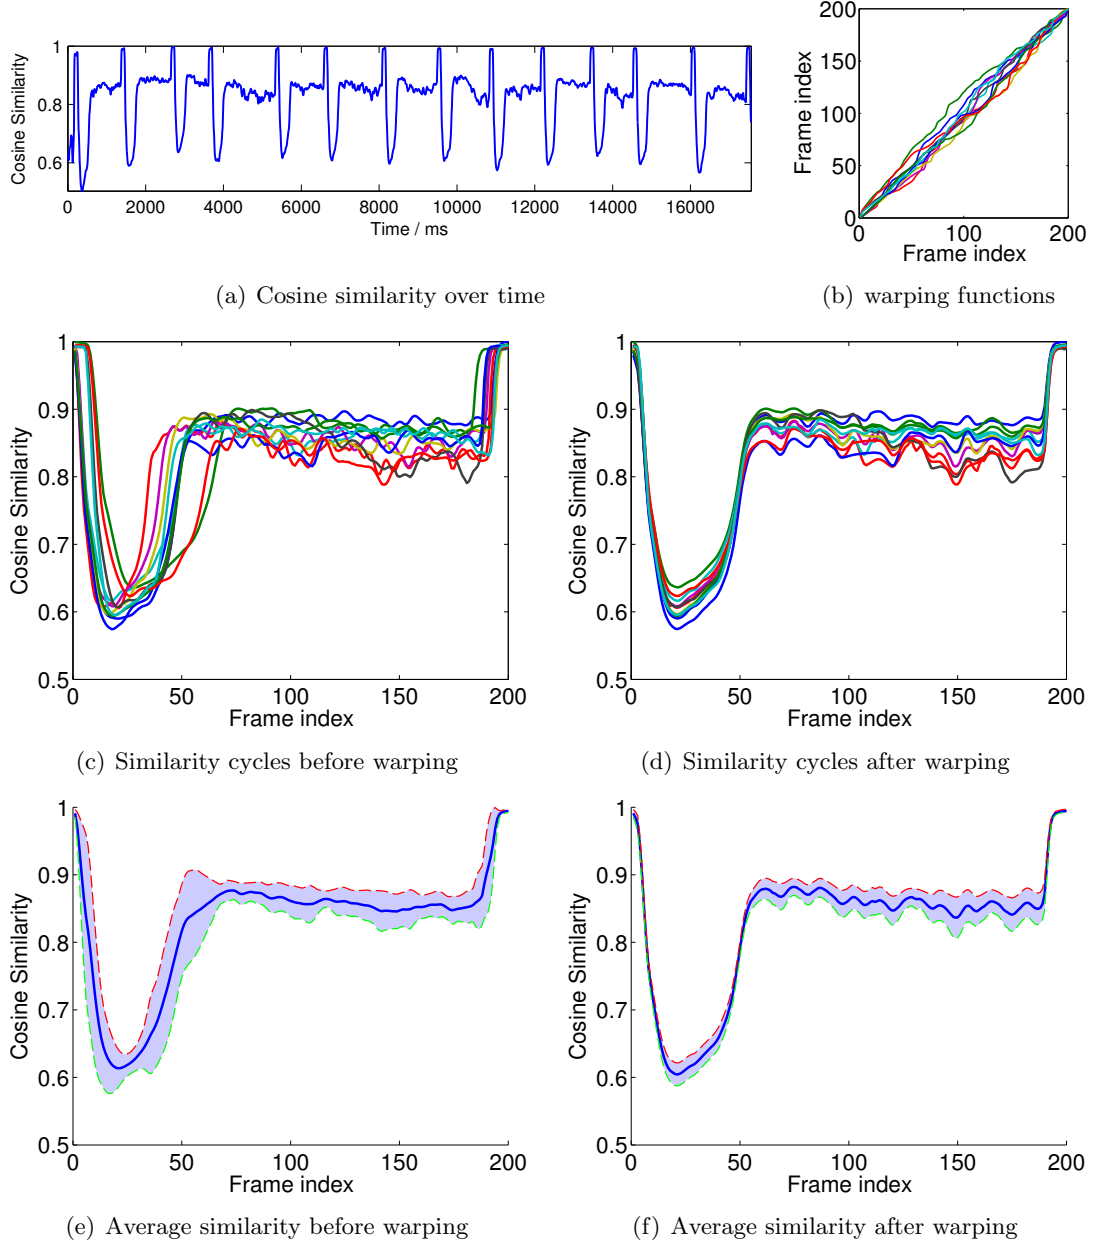 1
0.8
0.6
Cosine Similarity
0 2000 4000 6000 8000 10000 12000 14000 16000
Time / ms
(a) Cosine similarity over time
200
150
100
50
0
Frame index
0 100 200
Frame index
(b) warping functions
1
0.9
0.8
0.7
0.6
0.5
Cosine Similarity
0 50 100 150 200
Frame index
(c) Similarity cycles before warping
1
0.9
0.8
0.7
0.6
0.5
Cosine Similarity
0 50 100 150 200
Frame index
(d) Similarity cycles after warping
1
0.9
0.8
0.7
0.6
0.5
Cosine Similarity
0 50 100 150 200
Frame index
(e) Average similarity before warping
1
0.9
0.8
0.7
0.6
0.5
Cosine Similarity
0 50 100 150 200
Frame index
(f) Average similarity after warping